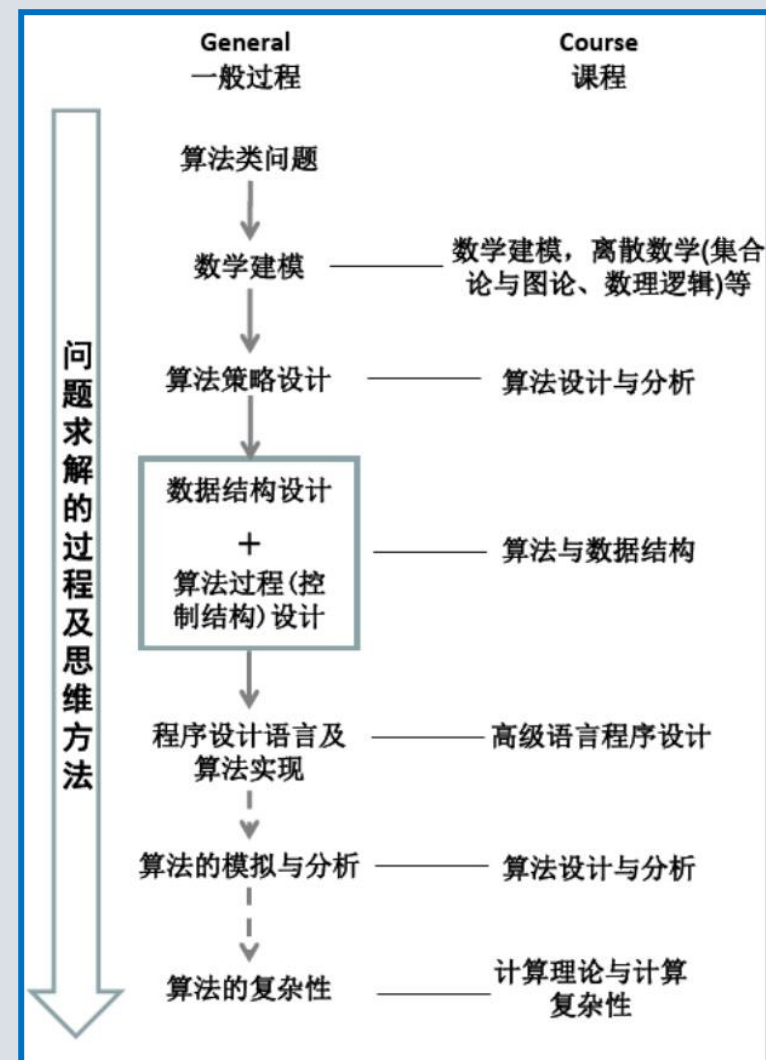 General
一般过程
Course
课程
问题求解的过程及思维方法
算法类问题
数学建模
数学建模，离散数学(集合
论与图论、数理逻辑)等
算法策略设计
算法设计与分析
数据结构设计
+
算法过程(控
制结构)设计
算法与数据结构
程序设计语言及
算法实现
高级语言程序设计
算法的模拟与分析
算法设计与分析
算法的复杂性
计算理论与计算
复杂性